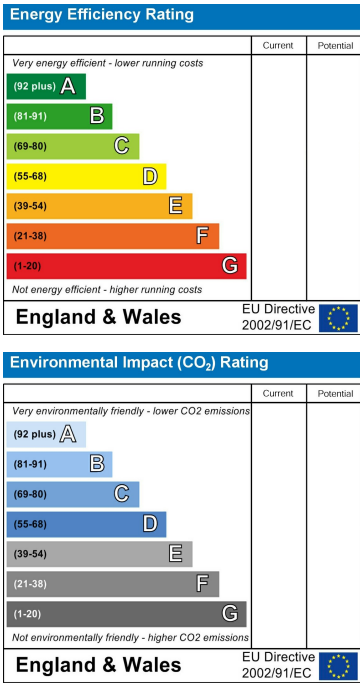 Energy Efficiency Rating
Current Potential
Very energy efficient - lower running costs
(92 plus) A
(81-91) B
(69-80) C
(55-68) D
(39-54) E
(21-38) F
(1-20) G
Not energy efficient - higher running costs
England & Wales
EU Directive
2002/91/EC
Environmental Impact (CO₂) Rating
Current Potential
Very environmentally friendly - lower CO2 emissions
(92 plus) A
(81-91) B
(69-80) C
(55-68) D
(39-54) E
(21-38) F
(1-20) G
Not environmentally friendly - higher CO2 emissions
England & Wales
EU Directive
2002/91/EC